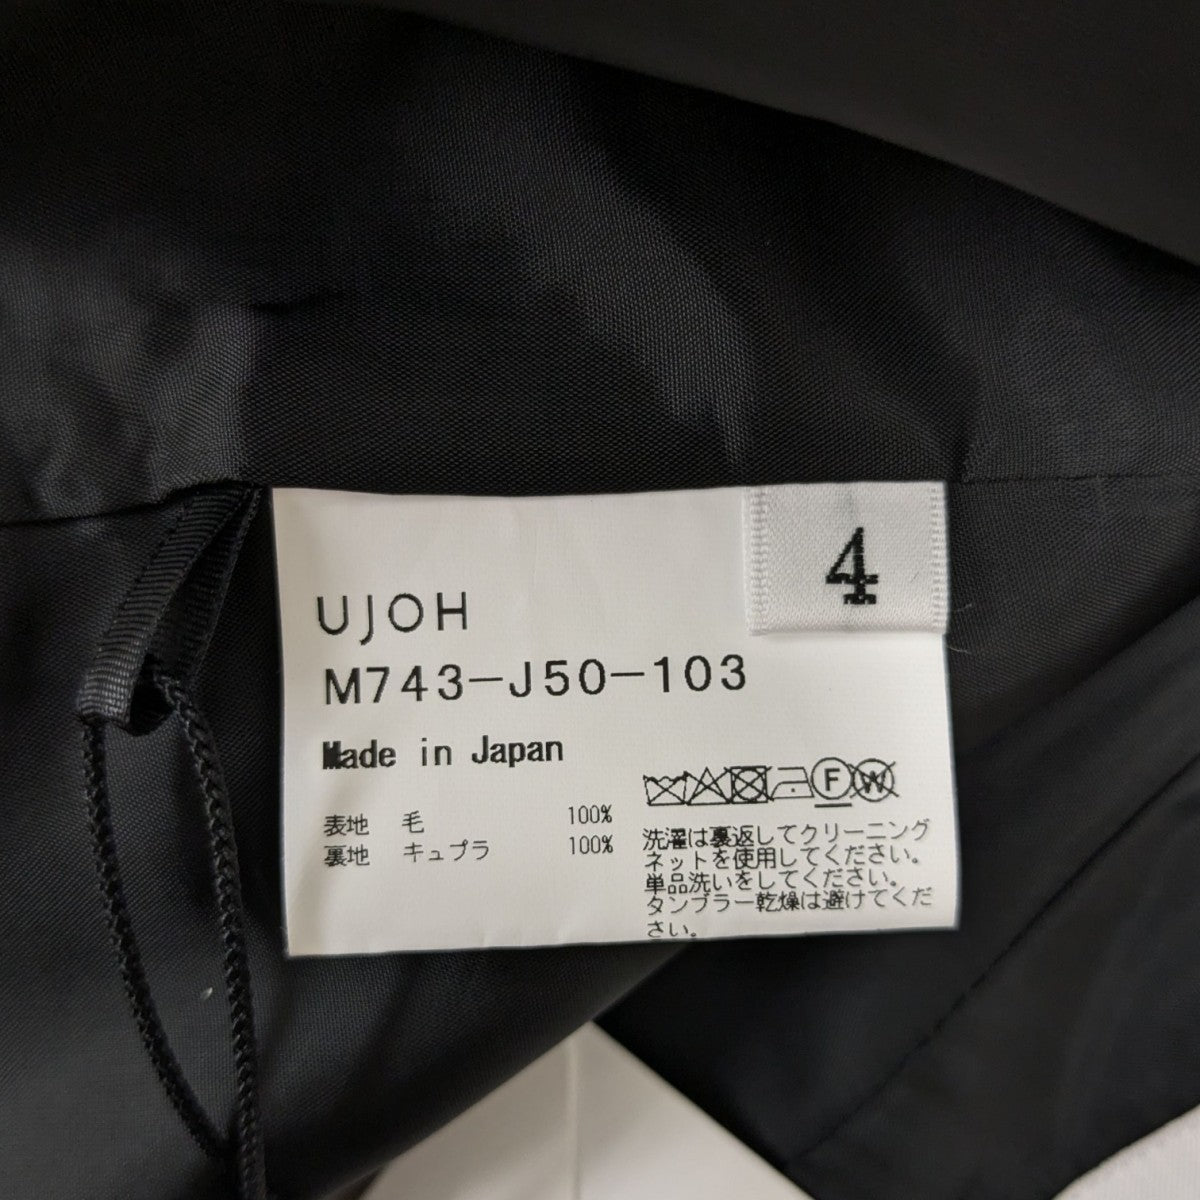 4
UJOH
M743-J50-103
Made in Japan
表地 毛 100%
裏地 キュプラ 100%
F W
洗濯は裏返してクリーニング
ネットを使用してください。
単品洗いをしてください。
タンブラー乾燥は避けてくだ
さい。